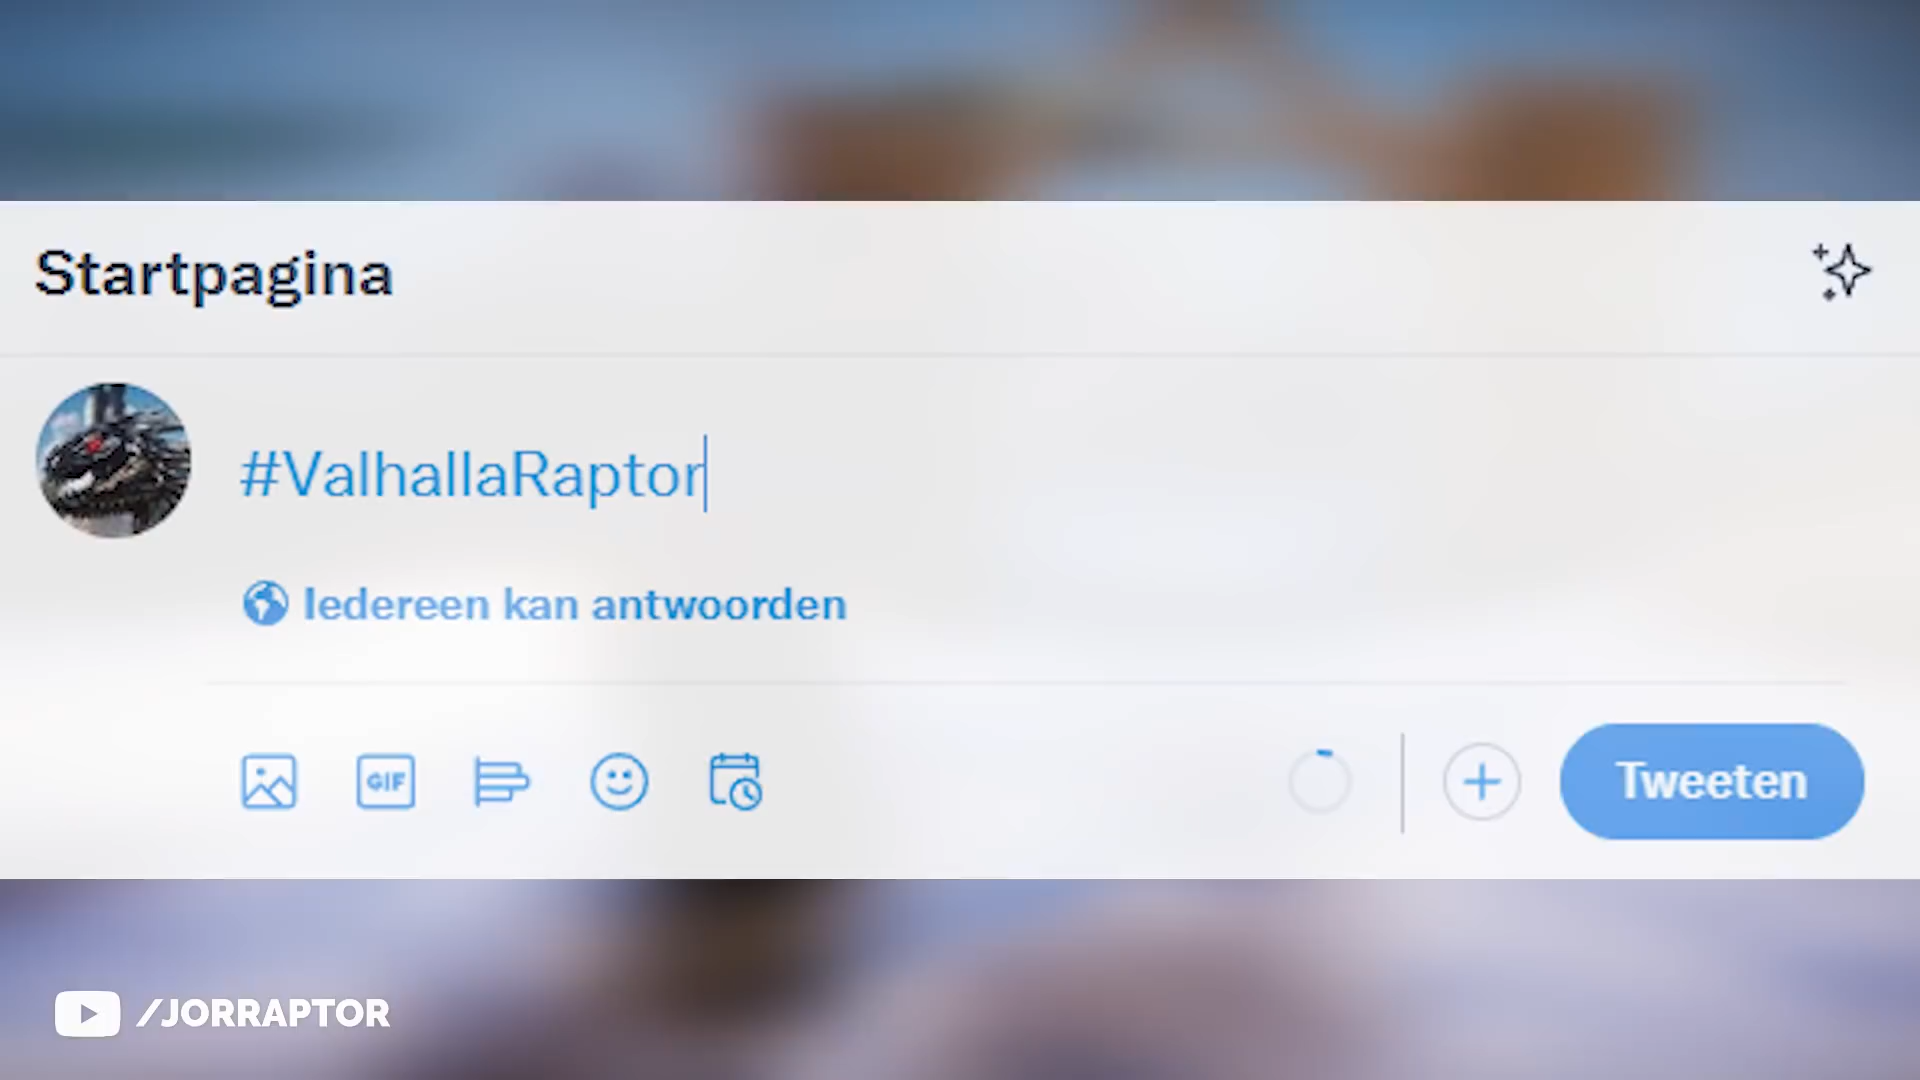 Startpagina
#ValhallaRaptor
Iedereen kan antwoorden
GIF
Tweeten
/JORRAPTOR